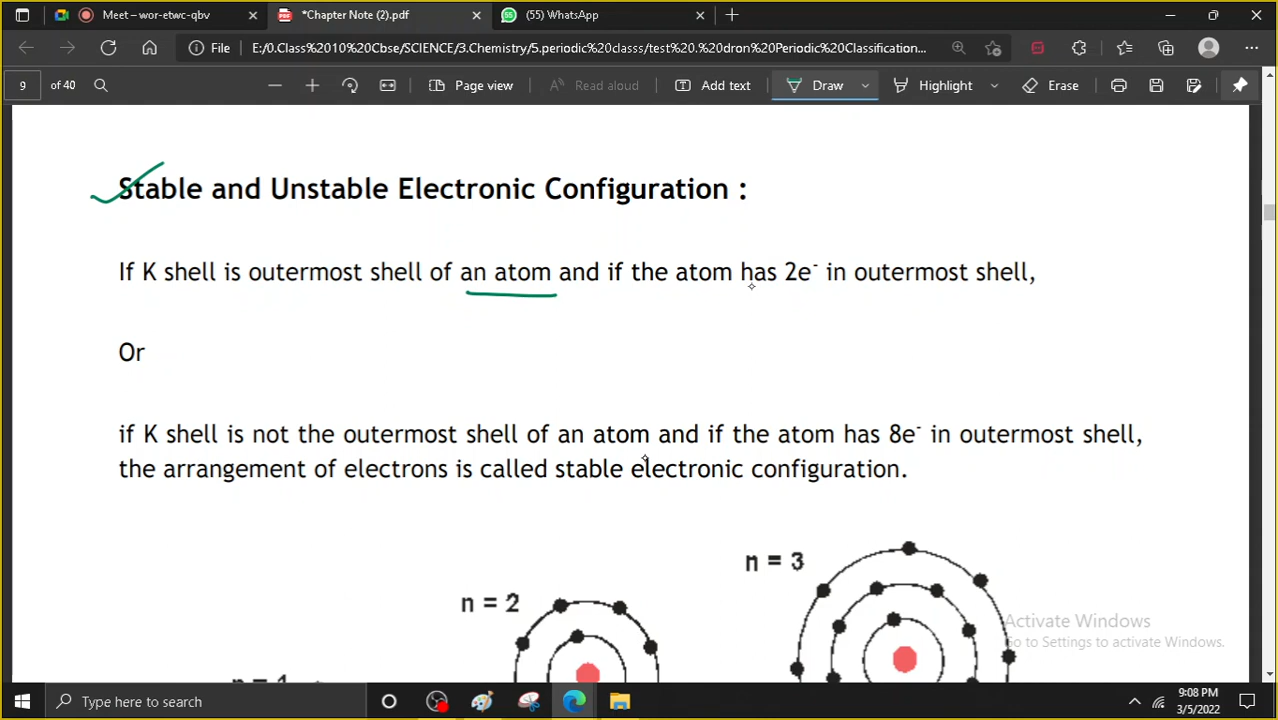 Meet – wor-etwc-qbv
*Chapter Note (2).pdf
(55) WhatsApp
File
E:/0.Class%2010%20Cbse/SCIENCE/3.Chemistry/5.periodic%20classs/test%20.%20dron%20Periodic%20Classification...
9 of 40
Page view
Read aloud
Add text
Draw
Highlight
Erase
Stable and Unstable Electronic Configuration :
If K shell is outermost shell of an atom and if the atom has 2e⁻ in outermost shell,
Or
if K shell is not the outermost shell of an atom and if the atom has 8e⁻ in outermost shell,
the arrangement of electrons is called stable electronic configuration.
n = 3
n = 2
n = 1
Activate Windows
Go to Settings to activate Windows.
Type here to search
9:08 PM
3/5/2022